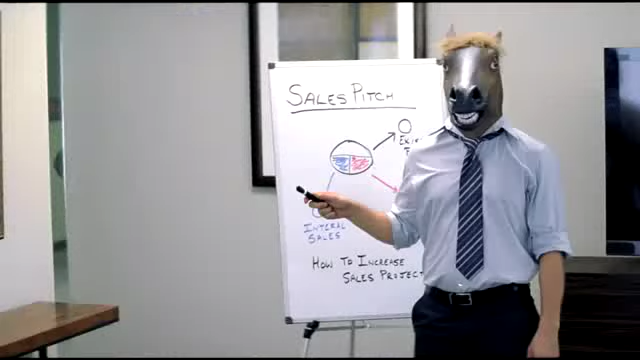 SALES PITCH
INTERAL
SALES
HOW TO INCREASE
SALES PROJECT